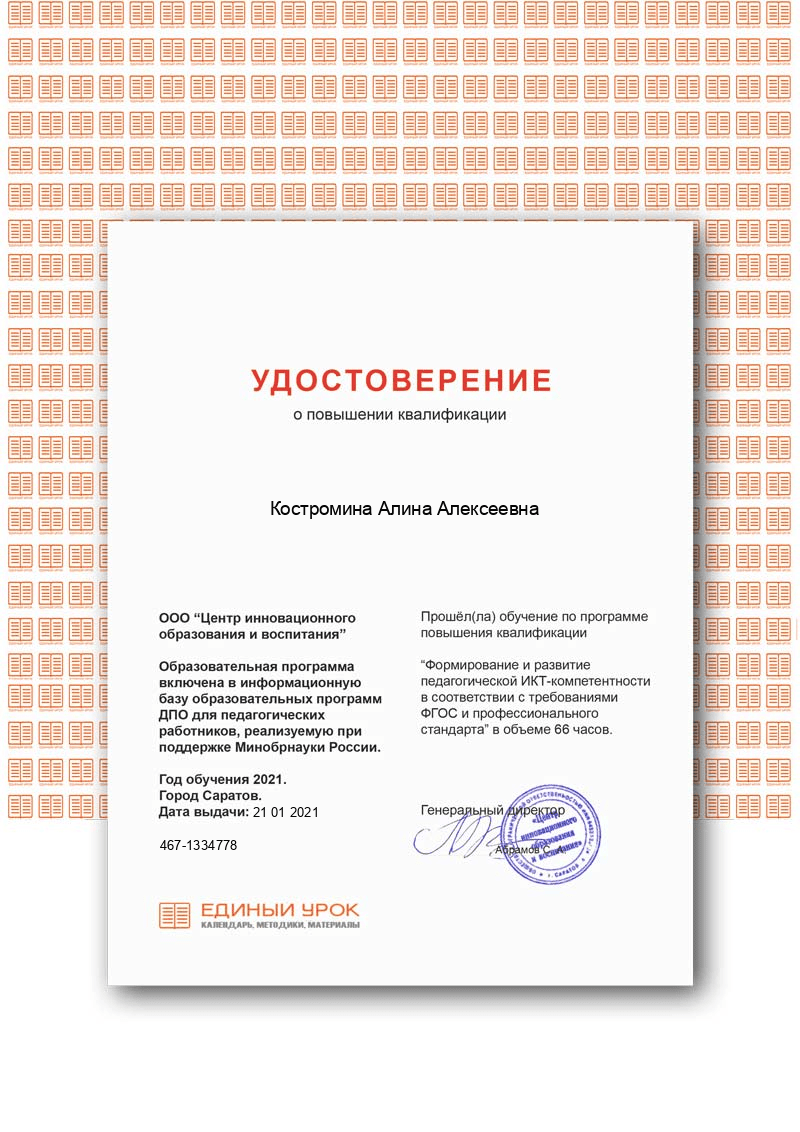 УДОСТОВЕРЕНИЕ
о повышении квалификации
Костромина Алина Алексеевна
ООО “Центр инновационного
образования и воспитания”
Образовательная программа
включена в информационную
базу образовательных программ
ДПО для педагогических
работников, реализуемую при
поддержке Минобрнауки России.
Год обучения 2021.
Город Саратов.
Дата выдачи: 21 01 2021
467-1334778
Прошёл(ла) обучение по программе
повышения квалификации
“Формирование и развитие
педагогической ИКТ-компетентности
в соответствии с требованиями
ФГОС и профессионального
стандарта” в объеме 66 часов.
Генеральный директор
Абрамов С. А.
«Центр
инновационного
образования
и воспитания»
ЕДИНЫЙ УРОК
КАЛЕНДАРЬ, МЕТОДИКИ, МАТЕРИАЛЫ